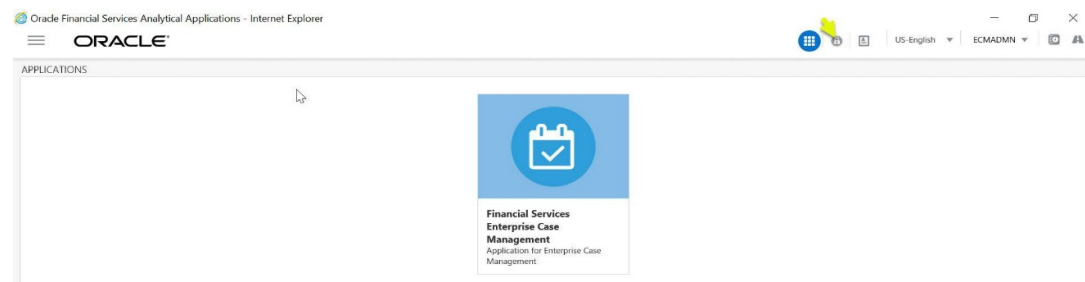 Oracle Financial Services Analytical Applications - Internet Explorer
ORACLE®
US-English
ECMADMN
APPLICATIONS
Financial Services
Enterprise Case
Management
Application for Enterprise Case
Management